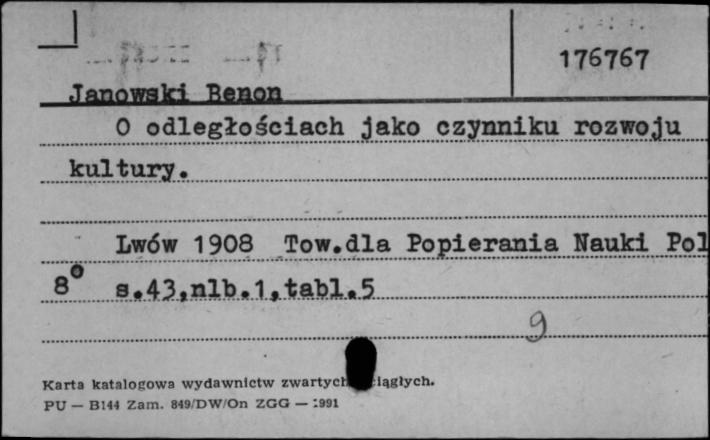 176767
Janowski Benon
O odległościach jako czynniku rozwoju
kultury.
Lwów 1908 Tow.dla Popierania Nauki Pol
8° s.43,nlb.1,tabl.5
9
Karta katalogowa wydawnictw zwartych ciągłych.
PU — B144 Zam. 849/DW/On ZGG — 1991